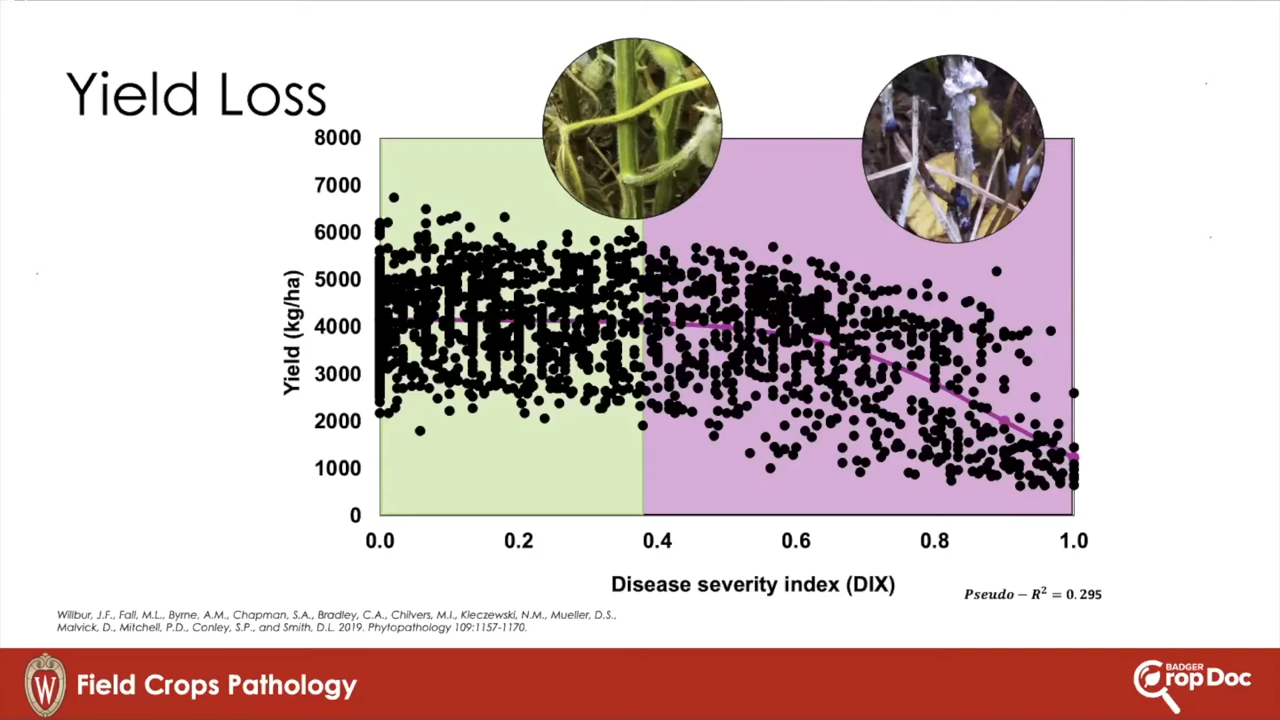 Yield Loss
8000
7000
6000
5000
4000
3000
2000
1000
0
Yield (kg/ha)
0.0 0.2 0.4 0.6 0.8 1.0
Disease severity index (DIX)
Pseudo − R² = 0.295
Willbur, J.F., Fall, M.L., Byrne, A.M., Chapman, S.A., Bradley, C.A., Chilvers, M.I., Kleczewski, N.M., Mueller, D.S.,
Malvick, D., Mitchell, P.D., Conley, S.P., and Smith, D.L. 2019. Phytopathology 109:1157-1170.
W
Field Crops Pathology
BADGER
Crop Doc